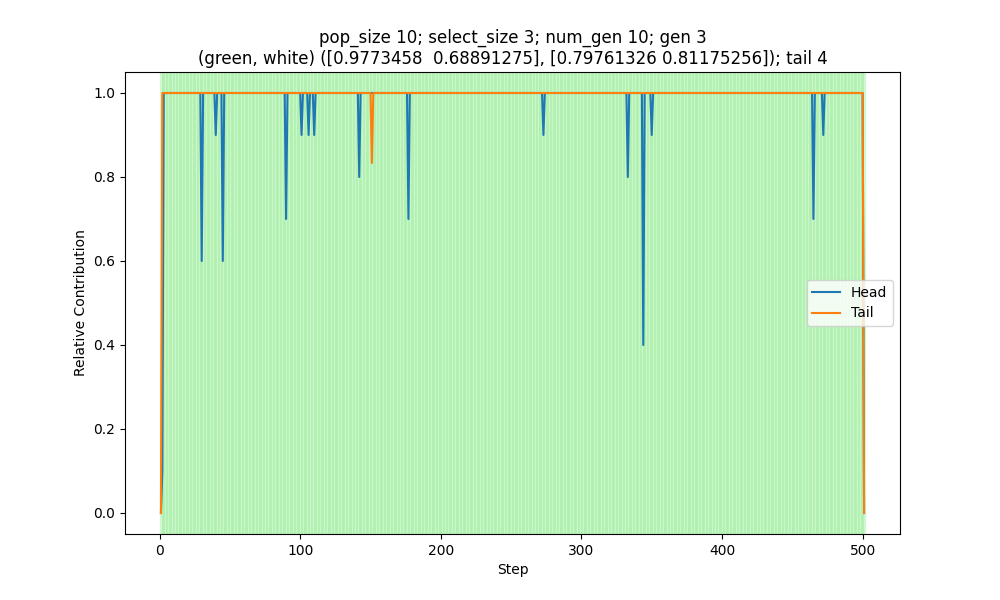 pop_size 10; select_size 3; num_gen 10; gen 3
(green, white) ([0.9773458  0.68891275], [0.79761326 0.81175256]); tail 4
1.0
0.8
0.6
0.4
0.2
0.0
Relative Contribution
Head
Tail
0 100 200 300 400 500
Step